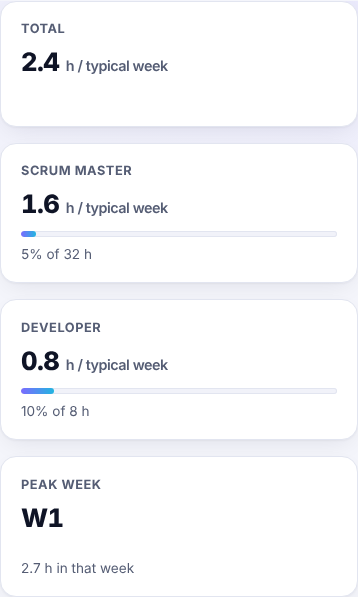 TOTAL
2.4 h / typical week
SCRUM MASTER
1.6 h / typical week
5% of 32 h
DEVELOPER
0.8 h / typical week
10% of 8 h
PEAK WEEK
W1
2.7 h in that week